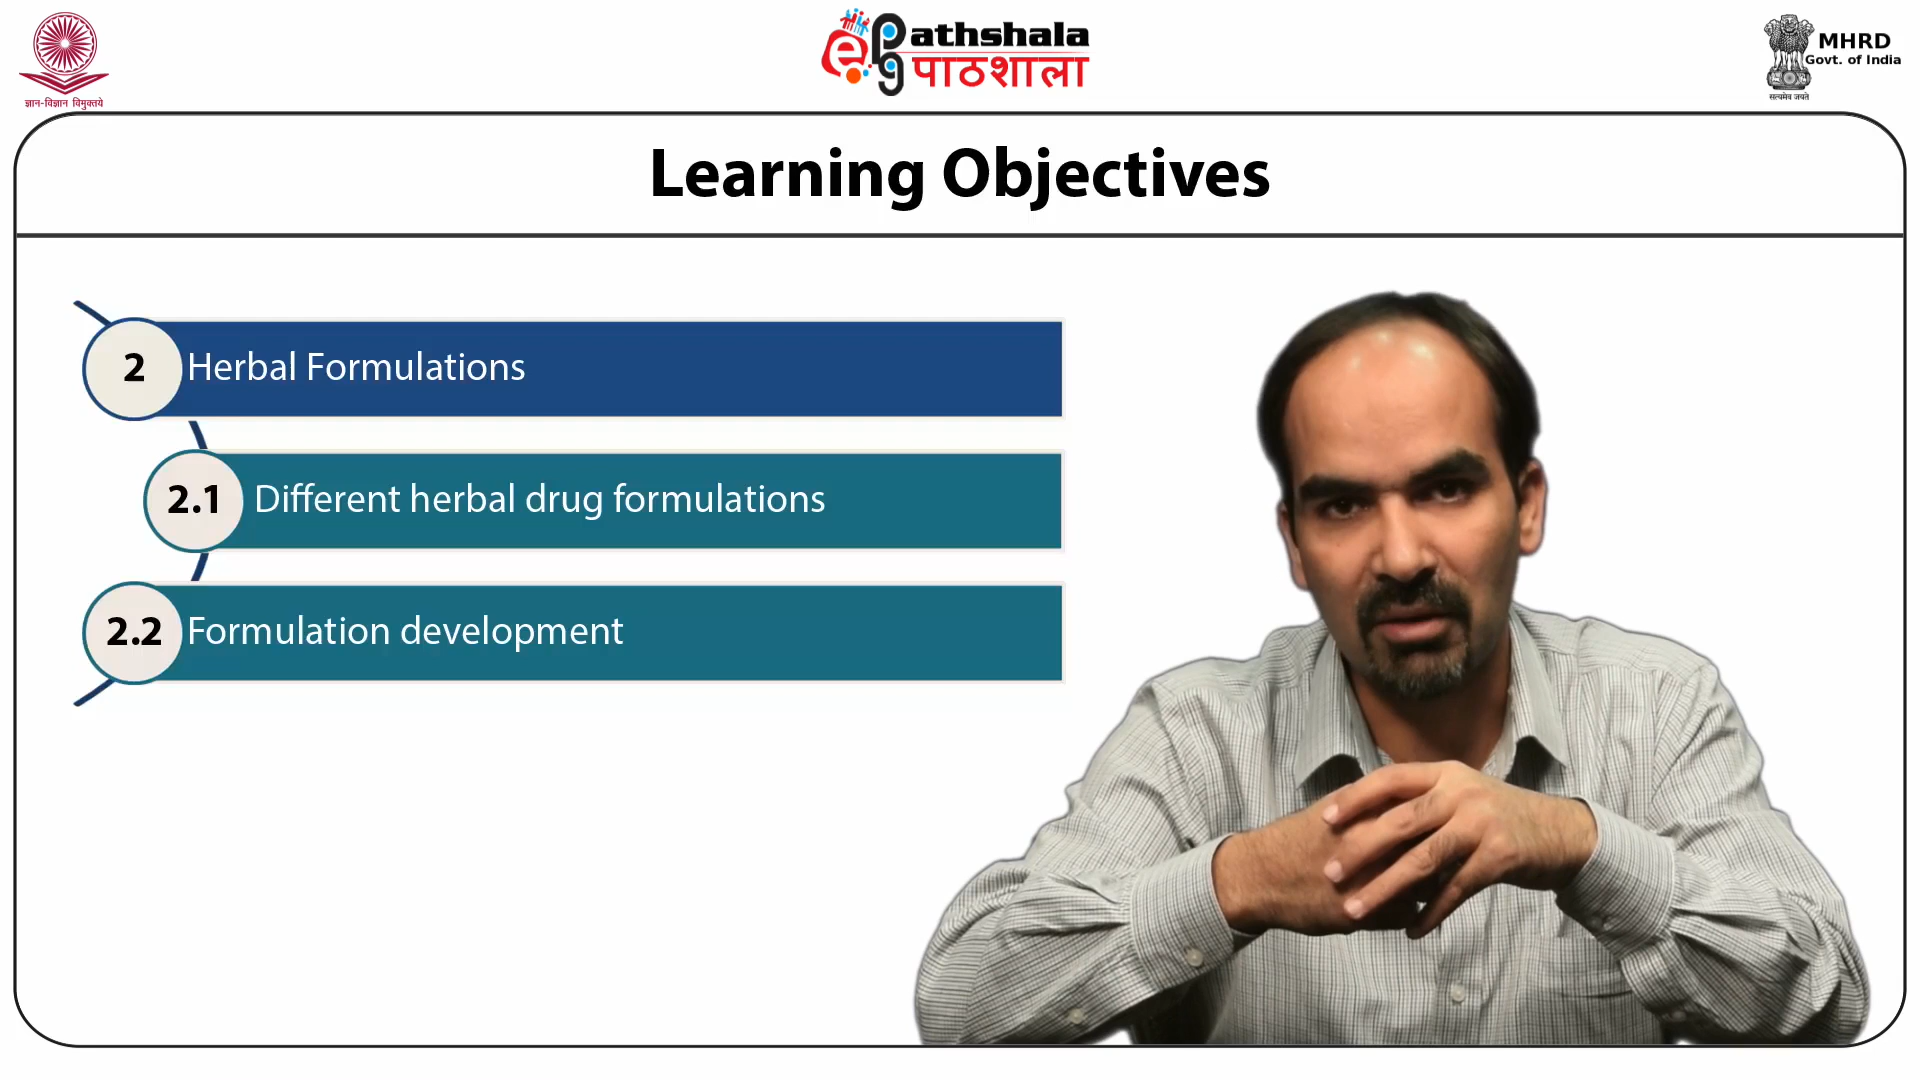 ज्ञान-विज्ञान विमुक्तये
ePG
Pathshala
पाठशाला
MHRD
Govt. of India
सत्यमेव जयते
Learning Objectives
2 Herbal Formulations
2.1 Different herbal drug formulations
2.2 Formulation development